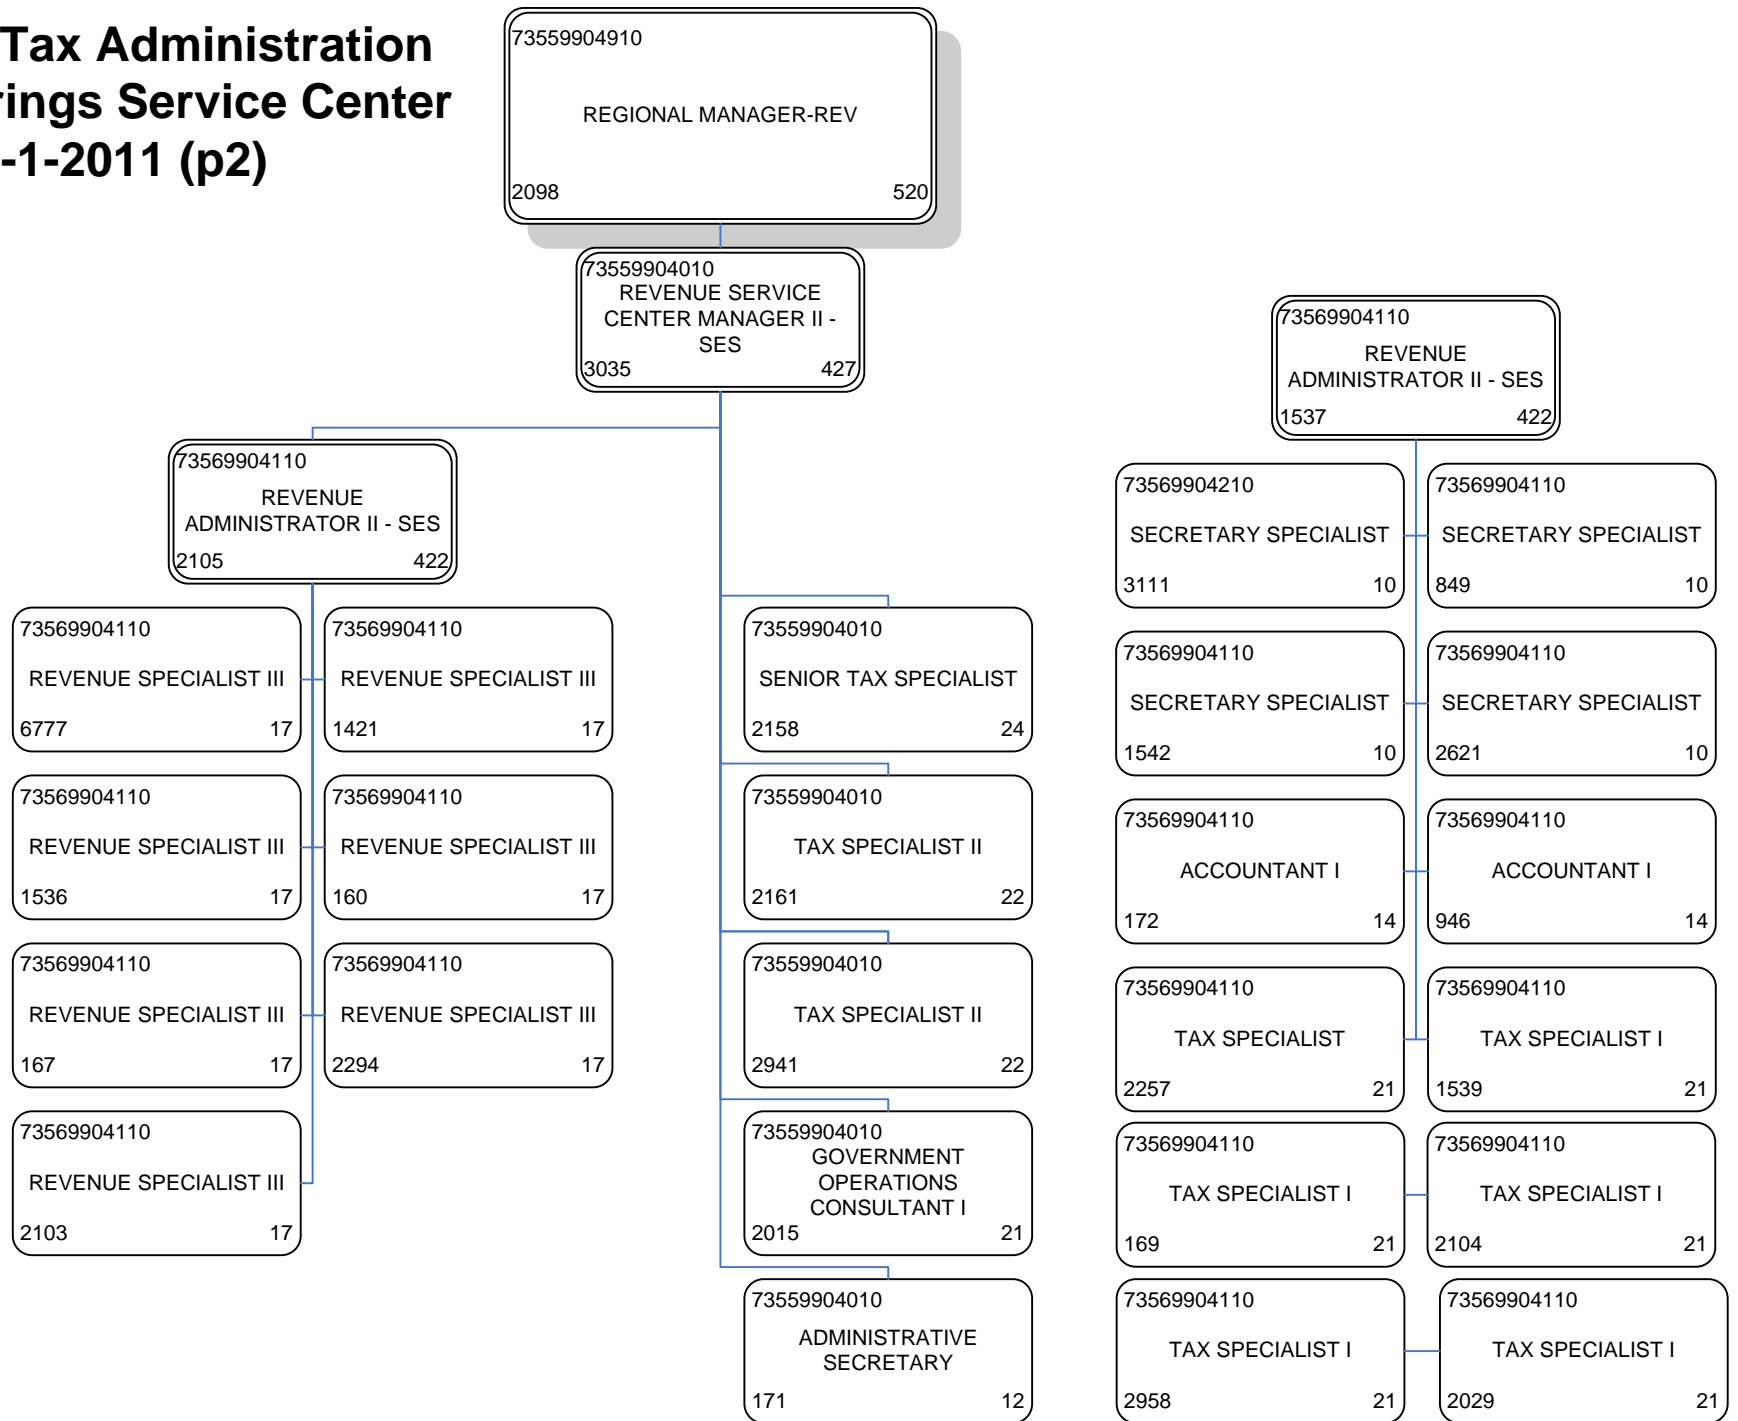 Tax Administration
rings Service Center
-1-2011 (p2)
73559904910
REGIONAL MANAGER-REV
2098 520
73559904010
REVENUE SERVICE
CENTER MANAGER II -
SES
3035 427
73569904110
REVENUE
ADMINISTRATOR II - SES
2105 422
73569904110
REVENUE SPECIALIST III
6777 17
73569904110
REVENUE SPECIALIST III
1421 17
73569904110
REVENUE SPECIALIST III
1536 17
73569904110
REVENUE SPECIALIST III
160 17
73569904110
REVENUE SPECIALIST III
167 17
73569904110
REVENUE SPECIALIST III
2294 17
73569904110
REVENUE SPECIALIST III
2103 17
73559904010
SENIOR TAX SPECIALIST
2158 24
73559904010
TAX SPECIALIST II
2161 22
73559904010
TAX SPECIALIST II
2941 22
73559904010
GOVERNMENT
OPERATIONS
CONSULTANT I
2015 21
73559904010
ADMINISTRATIVE
SECRETARY
171 12
73569904110
REVENUE
ADMINISTRATOR II - SES
1537 422
73569904210
SECRETARY SPECIALIST
3111 10
73569904110
SECRETARY SPECIALIST
849 10
73569904110
SECRETARY SPECIALIST
1542 10
73569904110
SECRETARY SPECIALIST
2621 10
73569904110
ACCOUNTANT I
172 14
73569904110
ACCOUNTANT I
946 14
73569904110
TAX SPECIALIST
2257 21
73569904110
TAX SPECIALIST I
1539 21
73569904110
TAX SPECIALIST I
169 21
73569904110
TAX SPECIALIST I
2104 21
73569904110
TAX SPECIALIST I
2958 21
73569904110
TAX SPECIALIST I
2029 21